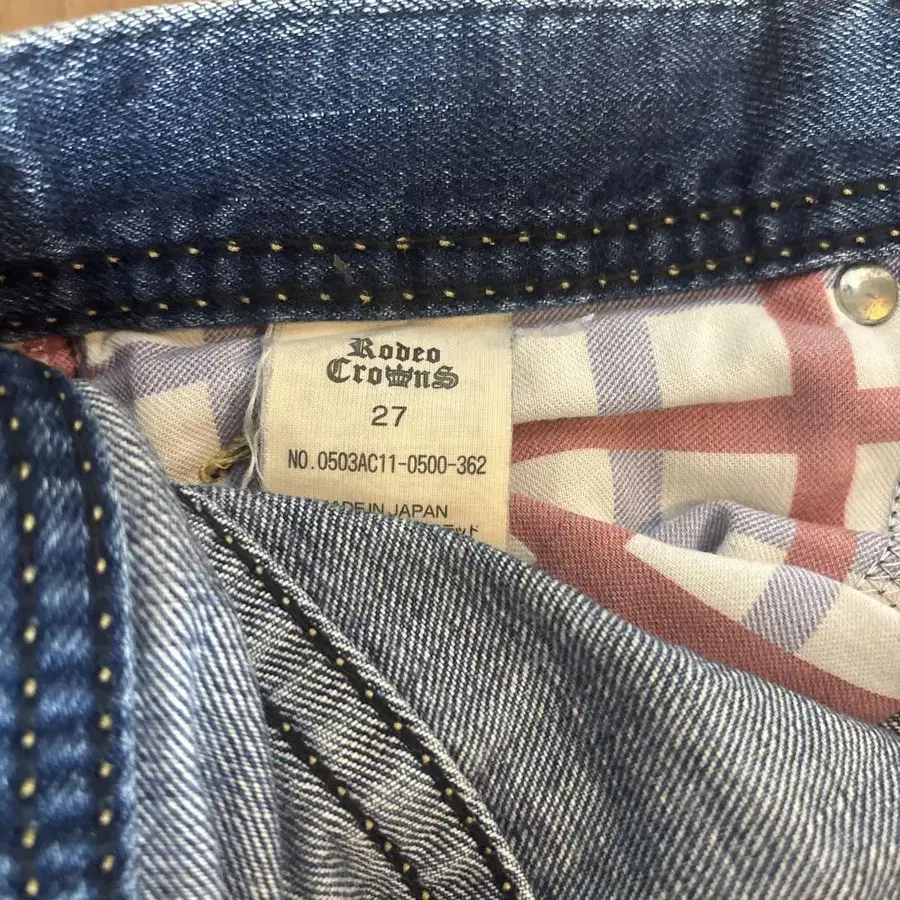 Rodeo
Crowns
27
NO.0503AC11-0500-362
MADE IN JAPAN